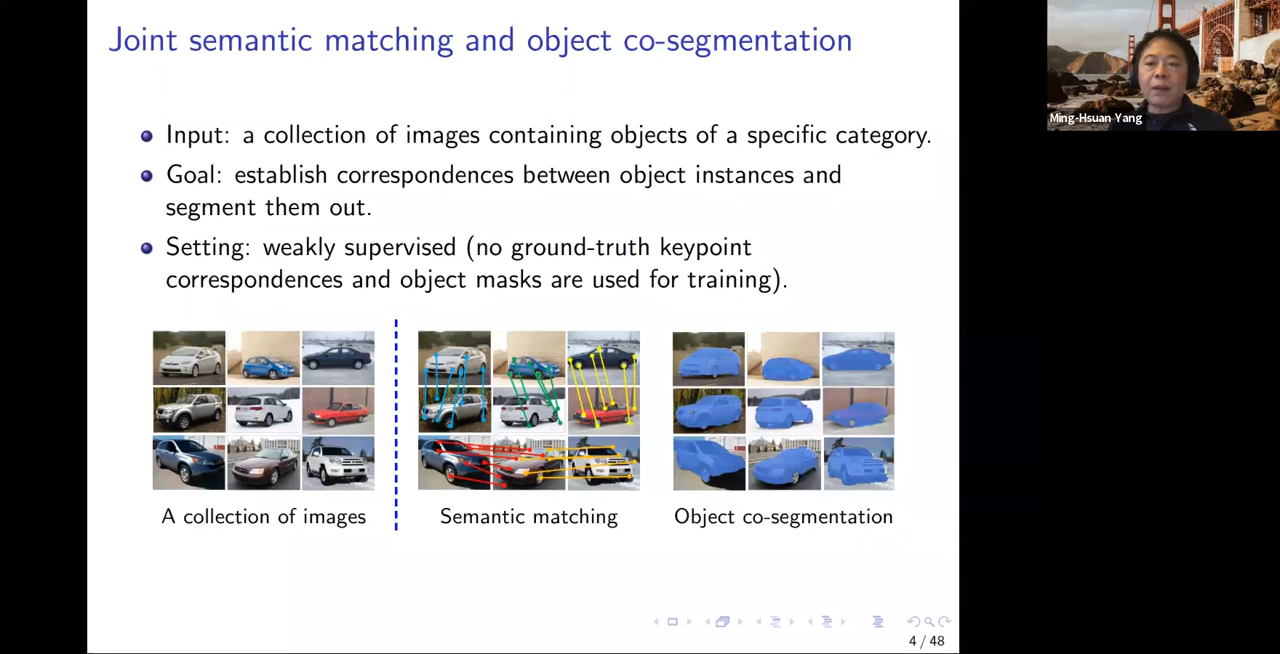 Joint semantic matching and object co-segmentation
Ming-Hsuan Yang
Input: a collection of images containing objects of a specific category.
Goal: establish correspondences between object instances and
segment them out.
Setting: weakly supervised (no ground-truth keypoint
correspondences and object masks are used for training).
A collection of images
Semantic matching
Object co-segmentation
4 / 48